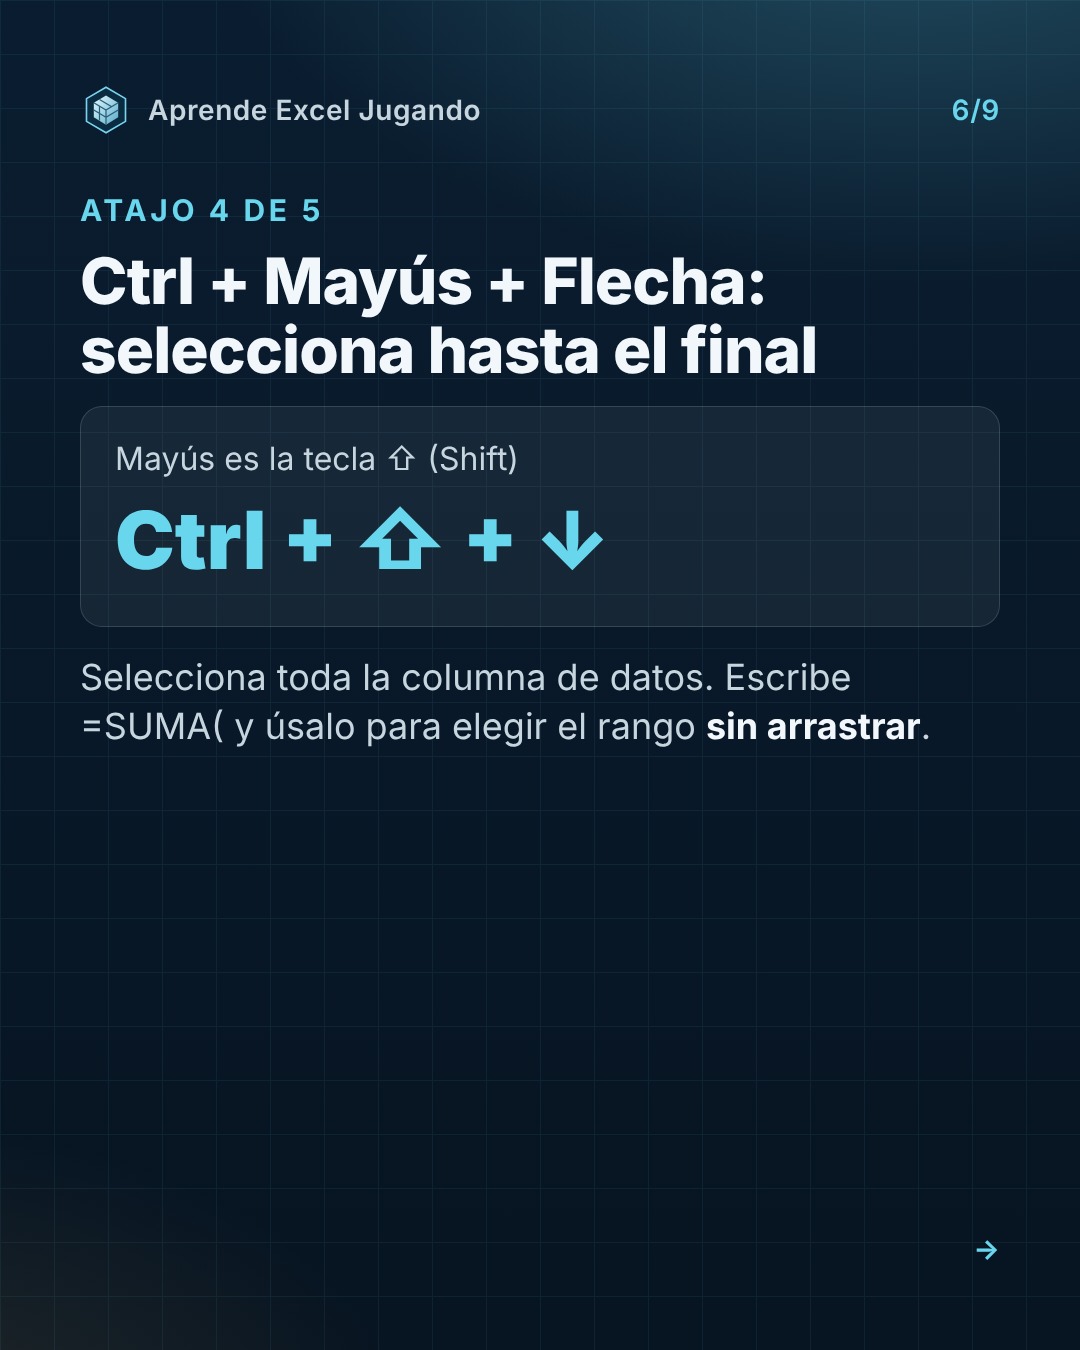 Aprende Excel Jugando
6/9
ATAJO 4 DE 5
Ctrl + Mayús + Flecha:
selecciona hasta el final
Mayús es la tecla ⇧ (Shift)
Ctrl + ⇧ + ↓
Selecciona toda la columna de datos. Escribe
=SUMA( y úsalo para elegir el rango sin arrastrar.
→